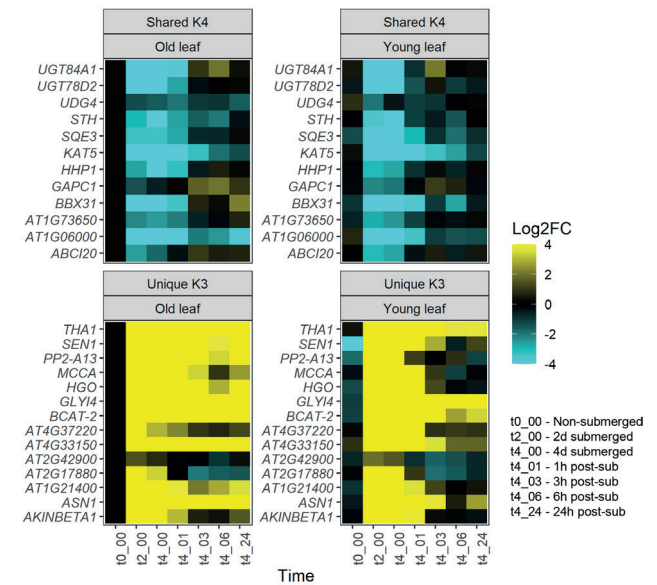 Shared K4
Shared K4
Old leaf
Young leaf
UGT84A1
UGT78D2
UDG4
STH
SQE3
KAT5
HHP1
GAPC1
BBX31
AT1G73650
AT1G06000
ABCI20
UGT84A1
UGT78D2
UDG4
STH
SQE3
KAT5
HHP1
GAPC1
BBX31
AT1G73650
AT1G06000
ABCI20
Unique K3
Unique K3
Old leaf
Young leaf
THA1
SEN1
PP2-A13
MCCA
HGO
GLYI4
BCAT-2
AT4G37220
AT4G33150
AT2G42900
AT2G17880
AT1G21400
ASN1
AKINBETA1
THA1
SEN1
PP2-A13
MCCA
HGO
GLYI4
BCAT-2
AT4G37220
AT4G33150
AT2G42900
AT2G17880
AT1G21400
ASN1
AKINBETA1
t0_00
t2_00
t4_00
t4_01
t4_03
t4_06
t4_24
t0_00
t2_00
t4_00
t4_01
t4_03
t4_06
t4_24
Time
Log2FC
4
2
0
-2
-4
t0_00 - Non-submerged
t2_00 - 2d submerged
t4_00 - 4d submerged
t4_01 - 1h post-sub
t4_03 - 3h post-sub
t4_06 - 6h post-sub
t4_24 - 24h post-sub